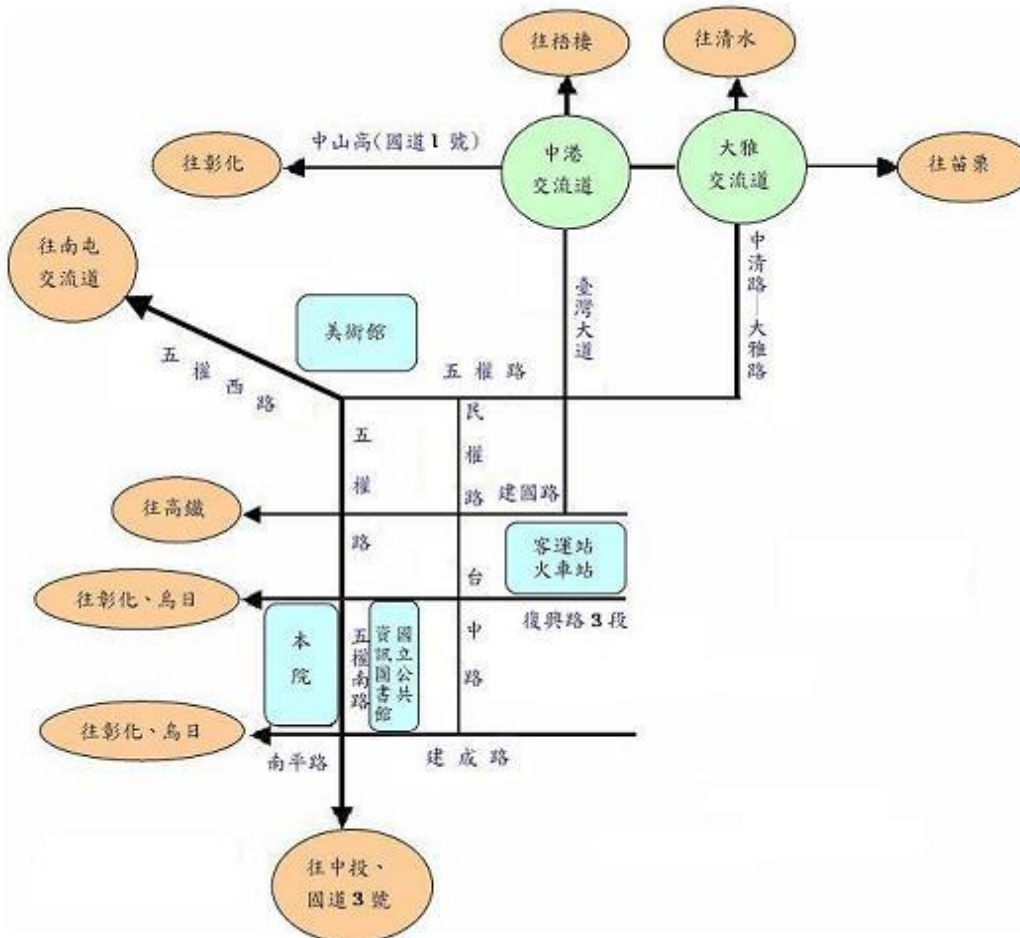 往梧棲
往清水
中山高(國道1號)
往彰化
中港
交流道
大雅
交流道
往苗栗
往南屯
交流道
中清路—大雅路
臺灣大道
美術館
五權西路
五權路
民權路
五權路
建國路
往高鐵
客運站
火車站
台中路
往彰化、烏日
復興路3段
本院
五權南路
國立公共
資訊圖書館
往彰化、烏日
南平路
建成路
往中投、
國道3號